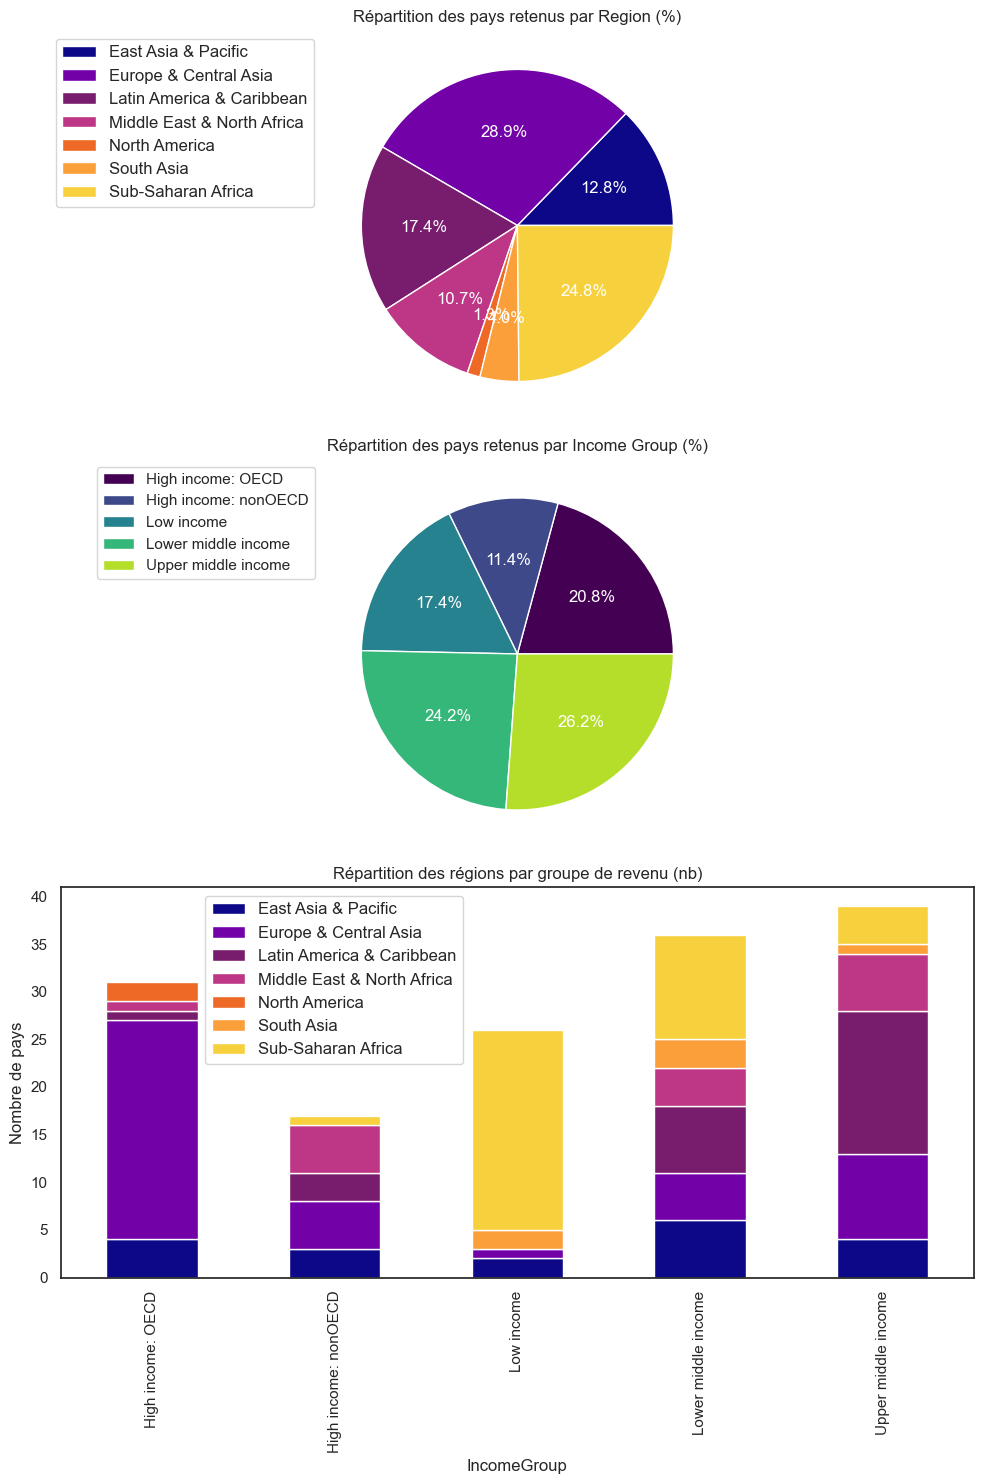 Répartition des pays retenus par Region (%)
East Asia & Pacific
Europe & Central Asia
Latin America & Caribbean
Middle East & North Africa
North America
South Asia
Sub-Saharan Africa
28.9%
12.8%
17.4%
24.8%
10.7%
1.3%
4.0%
Répartition des pays retenus par Income Group (%)
High income: OECD
High income: nonOECD
Low income
Lower middle income
Upper middle income
11.4%
20.8%
17.4%
24.2%
26.2%
Répartition des régions par groupe de revenu (nb)
East Asia & Pacific
Europe & Central Asia
Latin America & Caribbean
Middle East & North Africa
North America
South Asia
Sub-Saharan Africa
Nombre de pays
40
35
30
25
20
15
10
5
0
High income: OECD
High income: nonOECD
Low income
Lower middle income
Upper middle income
IncomeGroup